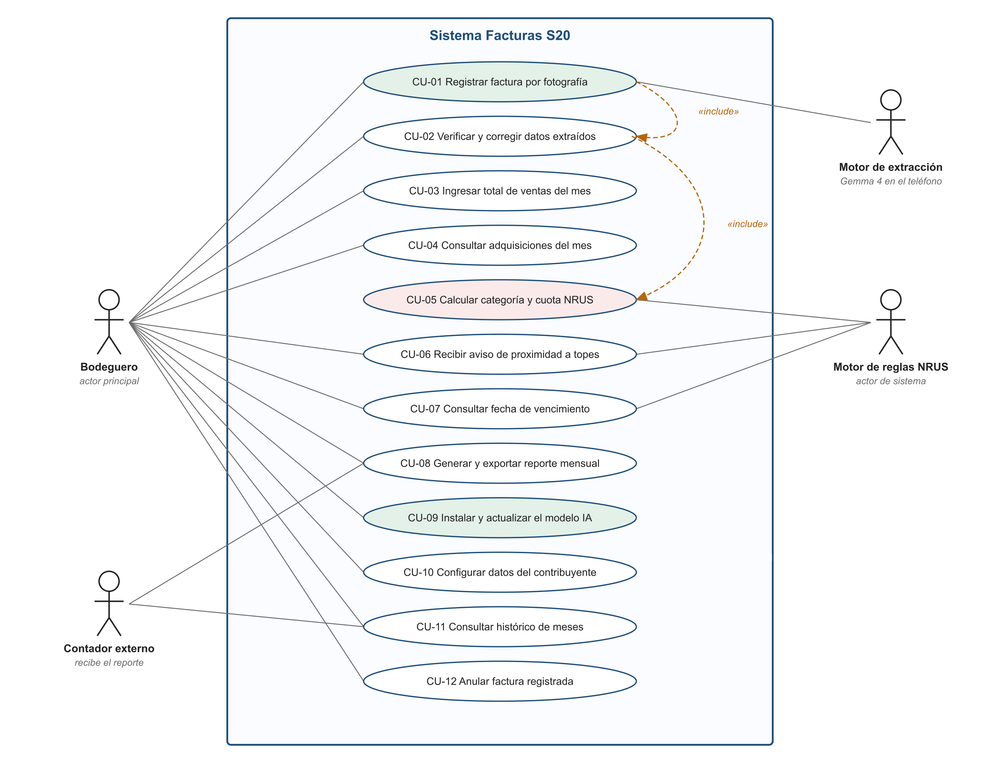 Sistema Facturas S20
CU-01 Registrar factura por fotografía
«include»
CU-02 Verificar y corregir datos extraídos
Motor de extracción
Gemma 4 en el teléfono
CU-03 Ingresar total de ventas del mes
«include»
CU-04 Consultar adquisiciones del mes
CU-05 Calcular categoría y cuota NRUS
CU-06 Recibir aviso de proximidad a topes
Bodeguero
actor principal
Motor de reglas NRUS
actor de sistema
CU-07 Consultar fecha de vencimiento
CU-08 Generar y exportar reporte mensual
CU-09 Instalar y actualizar el modelo IA
CU-10 Configurar datos del contribuyente
CU-11 Consultar histórico de meses
Contador externo
recibe el reporte
CU-12 Anular factura registrada